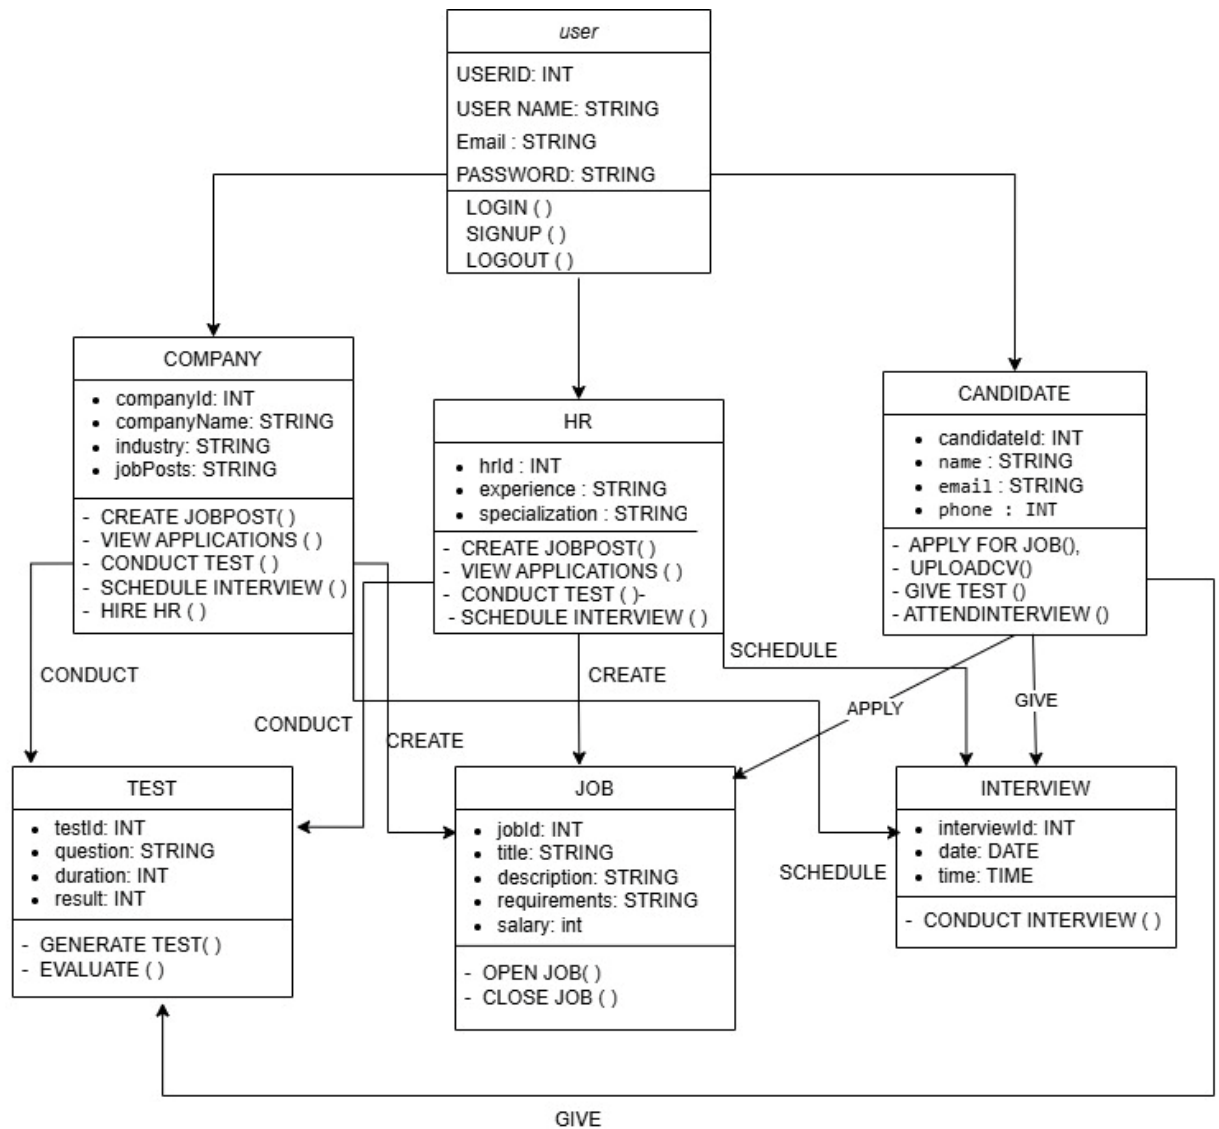 user
USERID: INT
USER NAME: STRING
Email : STRING
PASSWORD: STRING
LOGIN ( )
SIGNUP ( )
LOGOUT ( )
COMPANY
• companyId: INT
• companyName: STRING
• industry: STRING
• jobPosts: STRING
- CREATE JOBPOST( )
- VIEW APPLICATIONS ( )
- CONDUCT TEST ( )
- SCHEDULE INTERVIEW ( )
- HIRE HR ( )
HR
• hrId : INT
• experience : STRING
• specialization : STRING
- CREATE JOBPOST( )
- VIEW APPLICATIONS ( )
- CONDUCT TEST ( )-
- SCHEDULE INTERVIEW ( )
CANDIDATE
• candidateId: INT
• name : STRING
• email : STRING
• phone : INT
- APPLY FOR JOB(),
- UPLOADCV()
- GIVE TEST ()
- ATTENDINTERVIEW ()
CONDUCT
CONDUCT
CREATE
CREATE
SCHEDULE
APPLY
GIVE
TEST
• testId: INT
• question: STRING
• duration: INT
• result: INT
- GENERATE TEST( )
- EVALUATE ( )
JOB
• jobId: INT
• title: STRING
• description: STRING
• requirements: STRING
• salary: int
- OPEN JOB( )
- CLOSE JOB ( )
SCHEDULE
INTERVIEW
• interviewId: INT
• date: DATE
• time: TIME
- CONDUCT INTERVIEW ( )
GIVE